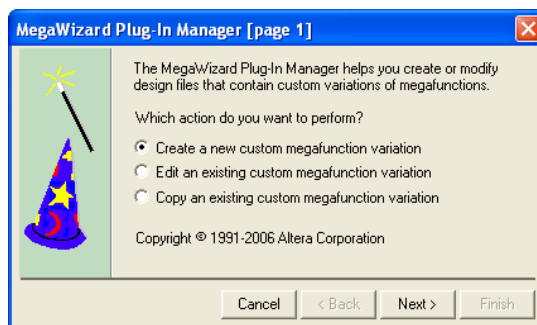 MegaWizard Plug-In Manager [page 1]
The MegaWizard Plug-In Manager helps you create or modify
design files that contain custom variations of megafunctions.
Which action do you want to perform?
Create a new custom megafunction variation
Edit an existing custom megafunction variation
Copy an existing custom megafunction variation
Copyright © 1991-2006 Altera Corporation
Cancel < Back Next > Finish